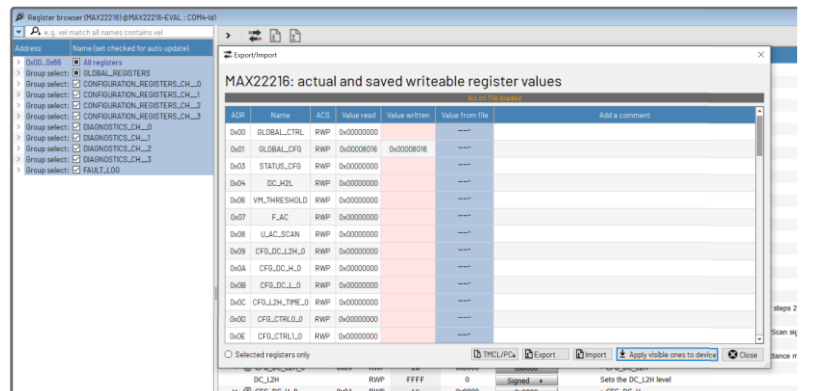 Register browser (MAX22216) @MAX22216-EVAL : COM4-Id1
e.g. vel match all names contains vel
Address Name (set checked for auto update)
0x00..0x66 All registers
Group select: GLOBAL_REGISTERS
Group select: CONFIGURATION_REGISTERS_CH__0
Group select: CONFIGURATION_REGISTERS_CH__1
Group select: CONFIGURATION_REGISTERS_CH__2
Group select: CONFIGURATION_REGISTERS_CH__3
Group select: DIAGNOSTICS_CH__0
Group select: DIAGNOSTICS_CH__1
Group select: DIAGNOSTICS_CH__2
Group select: DIAGNOSTICS_CH__3
Group select: FAULT_LOG
Export/Import
MAX22216: actual and saved writeable register values
No ini file loaded
ADR Name ACS Value read Value written Value from file Add a comment
0x00 GLOBAL_CTRL RWP 0x00000000 ----
0x01 GLOBAL_CFG RWP 0x00008016 0x00008016 ----
0x03 STATUS_CFG RWP 0x00000000 ----
0x04 DC_H2L RWP 0x00000000 ----
0x06 VM_THRESHOLD RWP 0x00000000 ----
0x07 F_AC RWP 0x00000000 ----
0x08 U_AC_SCAN RWP 0x00000000 ----
0x09 CFG_DC_L2H_0 RWP 0x00000000 ----
0x0A CFG_DC_H_0 RWP 0x00000000 ----
0x0B CFG_DC_L_0 RWP 0x00000000 ----
0x0C CFG_L2H_TIME_0 RWP 0x00000000 ----
0x0D CFG_CTRL0_0 RWP 0x00000000 ----
0x0E CFG_CTRL1_0 RWP 0x00000000 ----
Selected registers only
TMCL/PC Export Import Apply visible ones to device Close
steps 2
Scan sig
dance m
DC_L2H RWP FFFF 0 Signed Sets the DC_L2H level